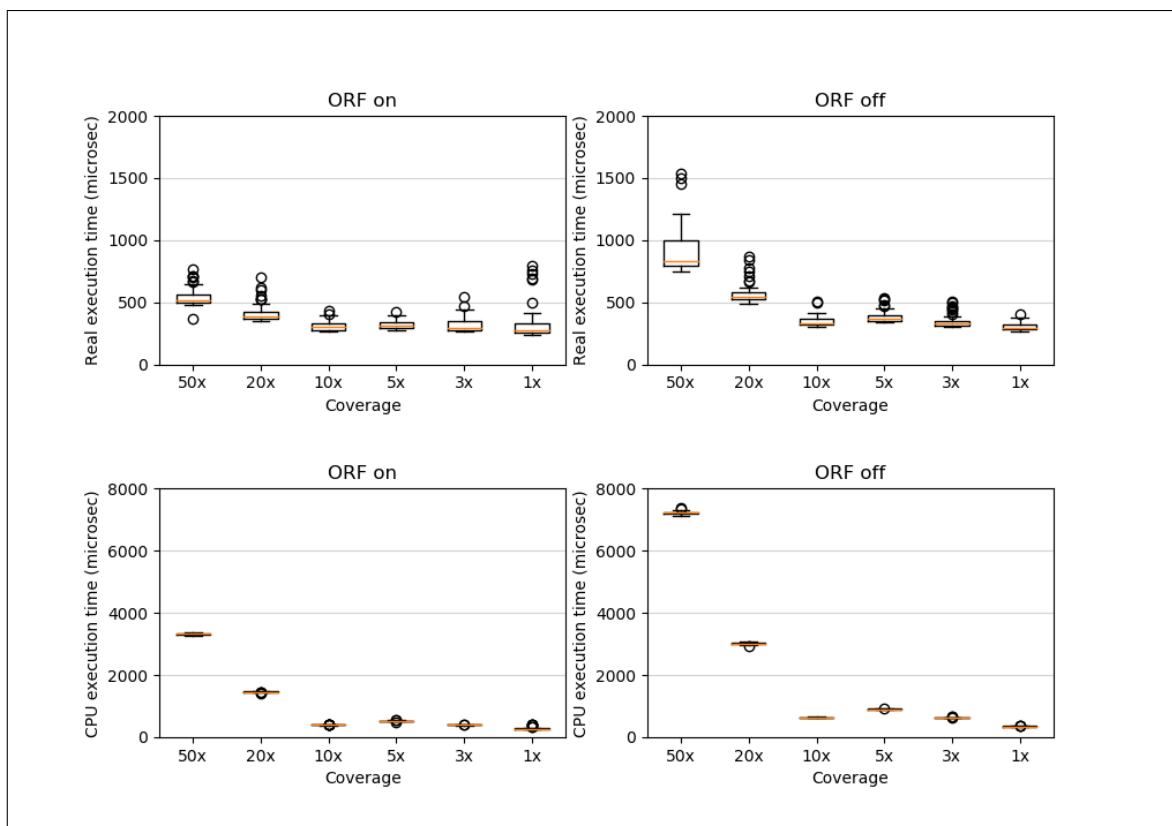 ORF on
Real execution time (microsec)
2000
1500
1000
500
0
50x 20x 10x 5x 3x 1x
Coverage
ORF off
Real execution time (microsec)
2000
1500
1000
500
0
50x 20x 10x 5x 3x 1x
Coverage
ORF on
CPU execution time (microsec)
8000
6000
4000
2000
0
50x 20x 10x 5x 3x 1x
Coverage
ORF off
CPU execution time (microsec)
8000
6000
4000
2000
0
50x 20x 10x 5x 3x 1x
Coverage